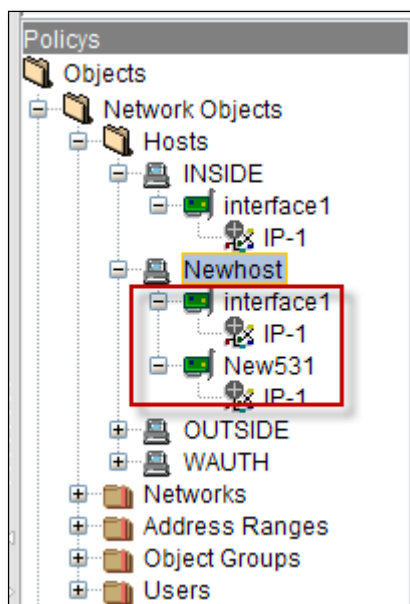 Policys
Objects
Network Objects
Hosts
INSIDE
interface1
IP-1
Newhost
interface1
IP-1
New531
IP-1
OUTSIDE
WAUTH
Networks
Address Ranges
Object Groups
Users